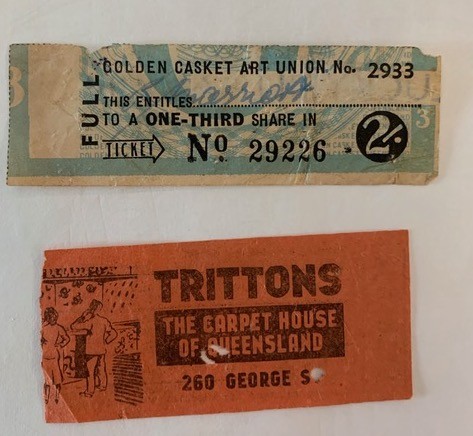 FULL
GOLDEN CASKET ART UNION No. 2933
THIS ENTITLES
TO A ONE-THIRD SHARE IN
TICKET No 29226
2/-
3
TRITTONS
THE CARPET HOUSE
OF QUEENSLAND
260 GEORGE